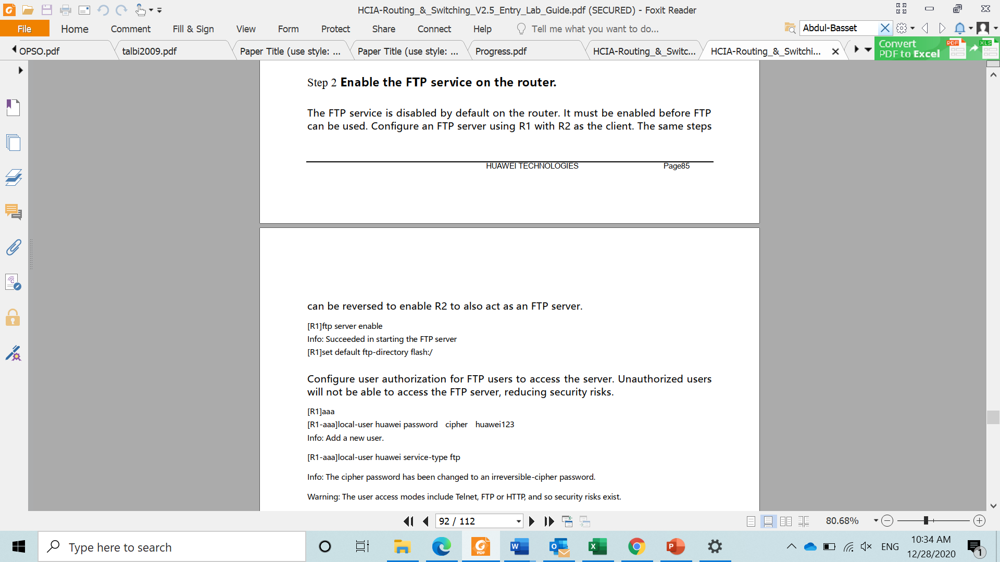 HCIA-Routing_&_Switching_V2.5_Entry_Lab_Guide.pdf (SECURED) - Foxit Reader
File Home Comment Fill & Sign View Form Protect Share Connect Help Tell me what you want to do... Abdul-Basset
OPSO.pdf talbi2009.pdf Paper Title (use style: ... Paper Title (use style: ... Progress.pdf HCIA-Routing_&_Switc... HCIA-Routing_&_Switchi...
Convert PDF XLS
PDF to Excel
Step 2 Enable the FTP service on the router.
The FTP service is disabled by default on the router. It must be enabled before FTP
can be used. Configure an FTP server using R1 with R2 as the client. The same steps
HUAWEI TECHNOLOGIES Page85
can be reversed to enable R2 to also act as an FTP server.
[R1]ftp server enable
Info: Succeeded in starting the FTP server
[R1]set default ftp-directory flash:/
Configure user authorization for FTP users to access the server. Unauthorized users
will not be able to access the FTP server, reducing security risks.
[R1]aaa
[R1-aaa]local-user huawei password cipher huawei123
Info: Add a new user.
[R1-aaa]local-user huawei service-type ftp
Info: The cipher password has been changed to an irreversible-cipher password.
Warning: The user access modes include Telnet, FTP or HTTP, and so security risks exist.
92 / 112 80.68%
Type here to search
PDF
ENG
10:34 AM
12/28/2020
1